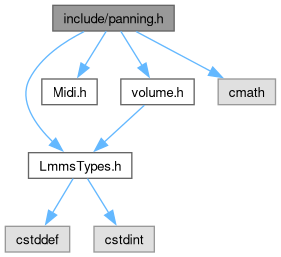 include/panning.h
Midi.h
volume.h
cmath
LmmsTypes.h
cstddef
cstdint